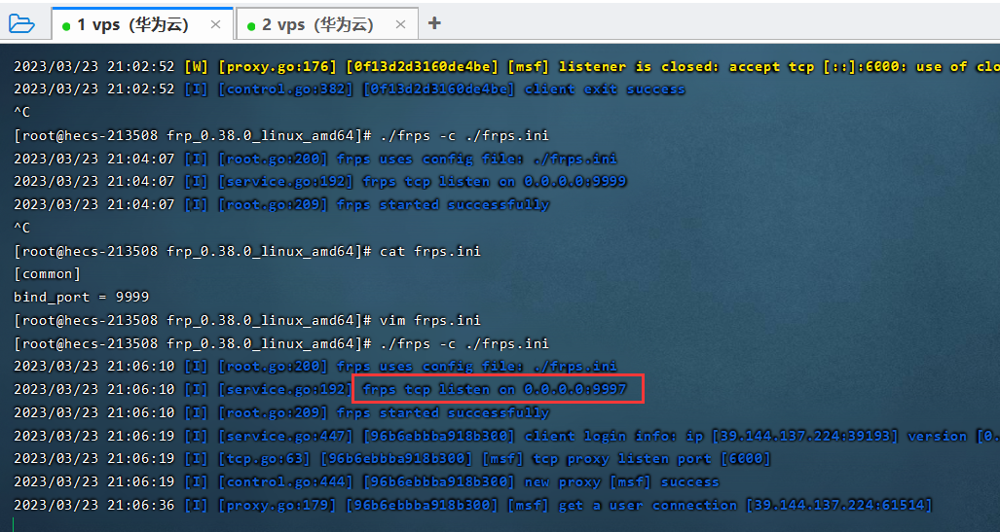 1 vps（华为云） × 2 vps（华为云） × +
2023/03/23 21:02:52 [W] [proxy.go:176] [0f13d2d3160de4be] [msf] listener is closed: accept tcp [::]:6000: use of clo
2023/03/23 21:02:52 [I] [control.go:382] [0f13d2d3160de4be] client exit success
^C
[root@hecs-213508 frp_0.38.0_linux_amd64]# ./frps -c ./frps.ini
2023/03/23 21:04:07 [I] [root.go:200] frps uses config file: ./frps.ini
2023/03/23 21:04:07 [I] [service.go:192] frps tcp listen on 0.0.0.0:9999
2023/03/23 21:04:07 [I] [root.go:209] frps started successfully
^C
[root@hecs-213508 frp_0.38.0_linux_amd64]# cat frps.ini
[common]
bind_port = 9999
[root@hecs-213508 frp_0.38.0_linux_amd64]# vim frps.ini
[root@hecs-213508 frp_0.38.0_linux_amd64]# ./frps -c ./frps.ini
2023/03/23 21:06:10 [I] [root.go:200] frps uses config file: ./frps.ini
2023/03/23 21:06:10 [I] [service.go:192] frps tcp listen on 0.0.0.0:9997
2023/03/23 21:06:10 [I] [root.go:209] frps started successfully
2023/03/23 21:06:19 [I] [service.go:447] [96b6ebbba918b300] client login info: ip [39.144.137.224:39193] version [0.
2023/03/23 21:06:19 [I] [tcp.go:63] [96b6ebbba918b300] [msf] tcp proxy listen port [6000]
2023/03/23 21:06:19 [I] [control.go:444] [96b6ebbba918b300] new proxy [msf] success
2023/03/23 21:06:36 [I] [proxy.go:179] [96b6ebbba918b300] [msf] get a user connection [39.144.137.224:61514]